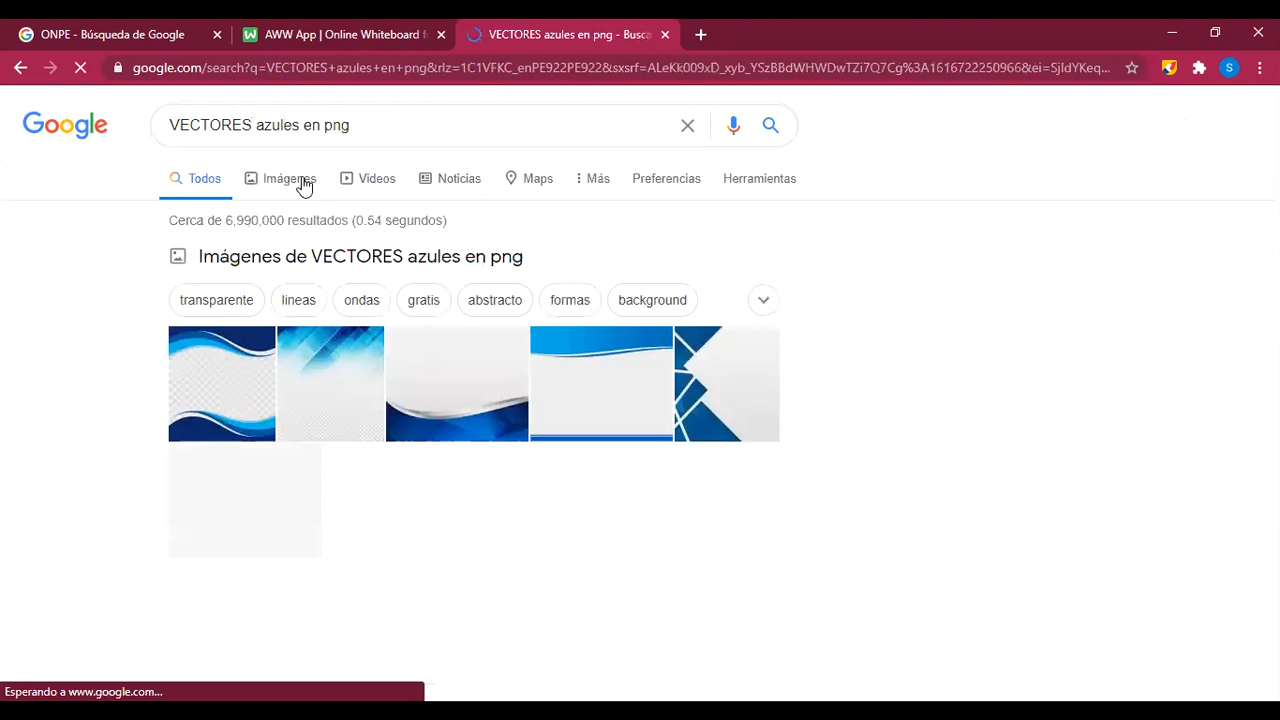 ONPE - Búsqueda de Google
AWW App | Online Whiteboard f
VECTORES azules en png - Busca
google.com/search?q=VECTORES+azules+en+png&rlz=1C1VFKC_enPE922PE922&sxsrf=ALeKk009xD_xyb_YSzBBdWHWDwTZi7Q7Cg%3A1616722250966&ei=SjldYKeq...
S
Google
VECTORES azules en png
Todos
Imágenes
Videos
Noticias
Maps
Más
Preferencias
Herramientas
Cerca de 6,990,000 resultados (0.54 segundos)
Imágenes de VECTORES azules en png
transparente
lineas
ondas
gratis
abstracto
formas
background
Esperando a www.google.com...